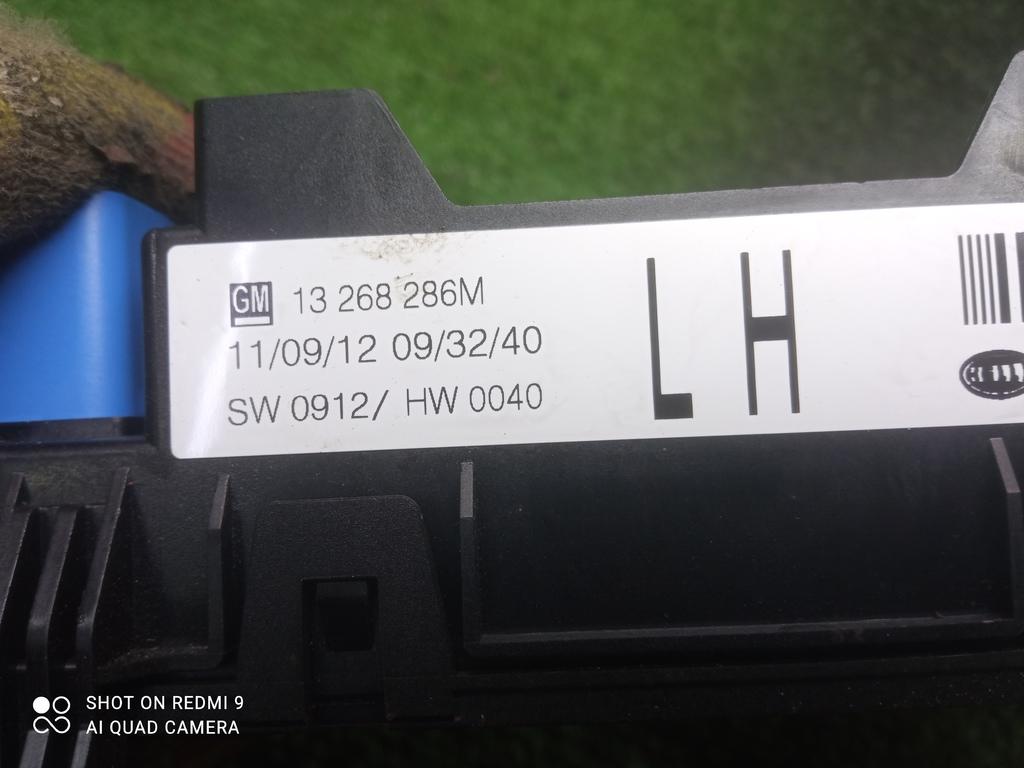 GM 13 268 286M
11/09/12 09/32/40
SW 0912/ HW 0040
LH
SHOT ON REDMI 9
AI QUAD CAMERA